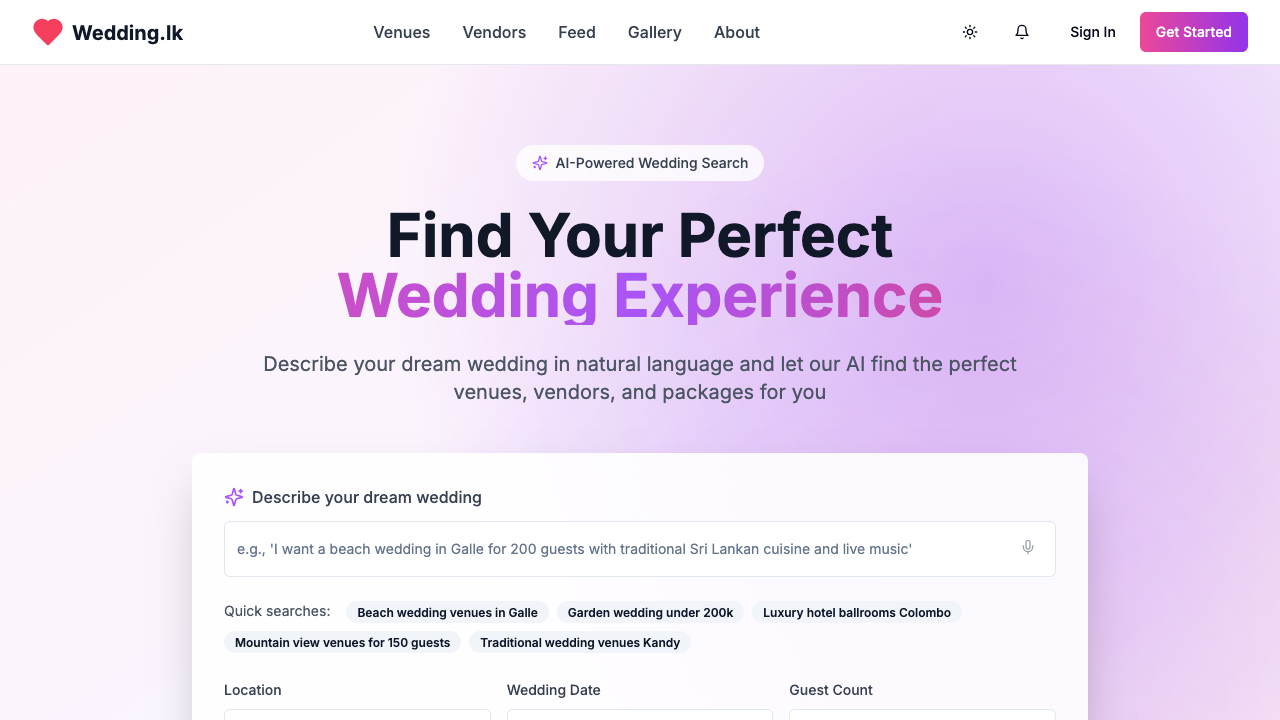 Wedding.lk
Venues Vendors Feed Gallery About
Sign In
Get Started
AI-Powered Wedding Search
Find Your Perfect
Wedding Experience
Describe your dream wedding in natural language and let our AI find the perfect
venues, vendors, and packages for you
Describe your dream wedding
e.g., 'I want a beach wedding in Galle for 200 guests with traditional Sri Lankan cuisine and live music'
Quick searches: Beach wedding venues in Galle Garden wedding under 200k Luxury hotel ballrooms Colombo
Mountain view venues for 150 guests Traditional wedding venues Kandy
Location Wedding Date Guest Count